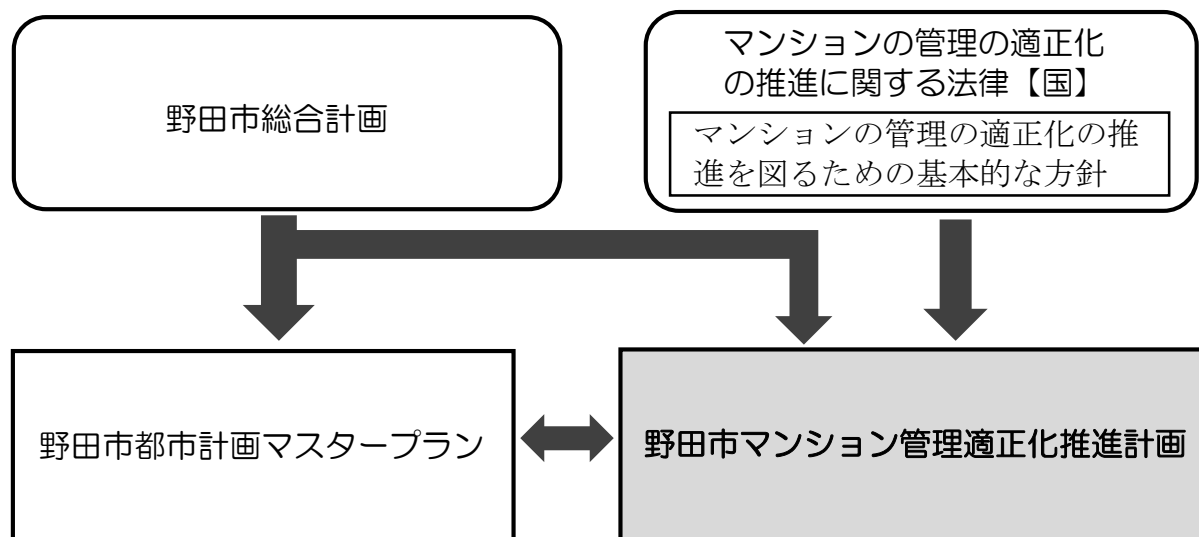 野田市総合計画
マンションの管理の適正化
の推進に関する法律【国】
マンションの管理の適正化の推
進を図るための基本的な方針
野田市都市計画マスタープラン
野田市マンション管理適正化推進計画